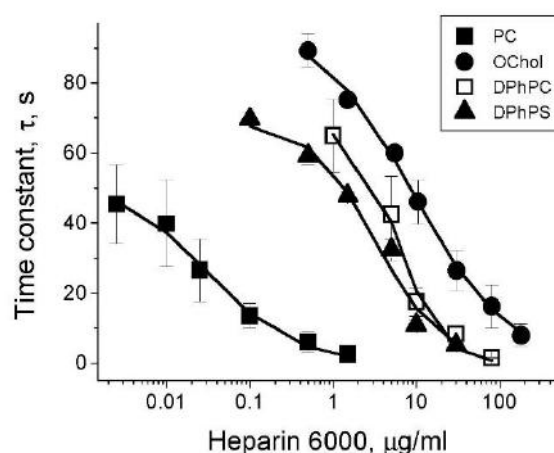 PC
OChol
DPhPC
DPhPS
80
60
40
20
0
Time constant, τ, s
0.01 0.1 1 10 100
Heparin 6000, μg/ml